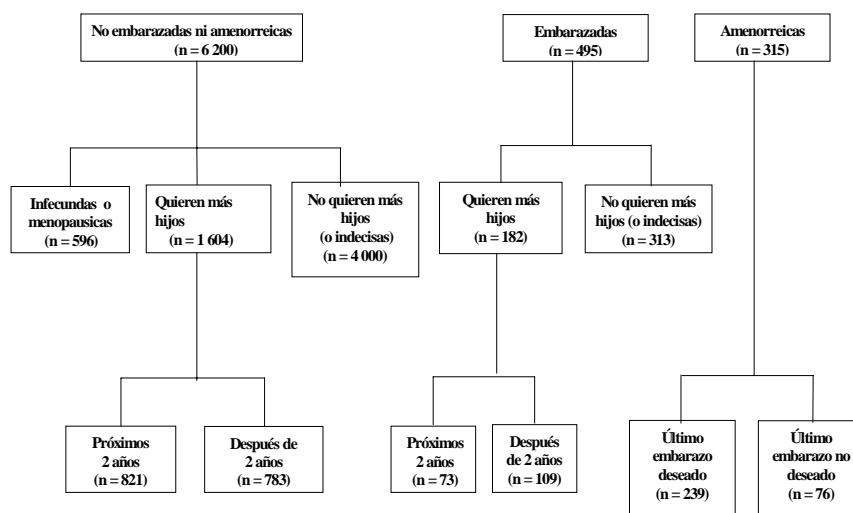 No embarazadas ni amenorreicas
(n = 6 200)
Embarazadas
(n = 495)
Amenorreicas
(n = 315)
Infecundas o
menopausicas
(n = 596)
Quieren más
hijos
(n = 1 604)
No quieren más
hijos
(o indecisas)
(n = 4 000)
Quieren más
hijos
(n = 182)
No quieren más
hijos (o indecisas)
(n = 313)
Próximos
2 años
(n = 821)
Después de
2 años
(n = 783)
Próximos
2 años
(n = 73)
Después
de 2 años
(n = 109)
Último
embarazo
deseado
(n = 239)
Último
embarazo no
deseado
(n = 76)